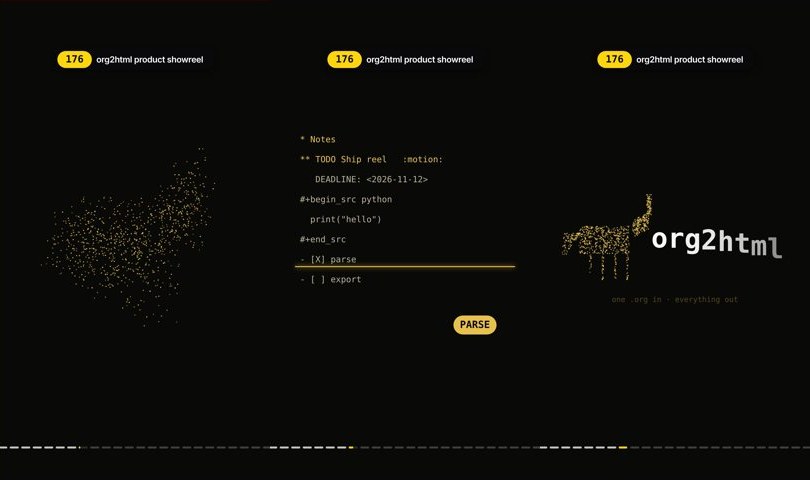 176 org2html product showreel
176 org2html product showreel
* Notes
** TODO Ship reel :motion:
DEADLINE: <2026-11-12>
#+begin_src python
print("hello")
#+end_src
- [X] parse
- [ ] export
PARSE
176 org2html product showreel
org2html
one .org in · everything out